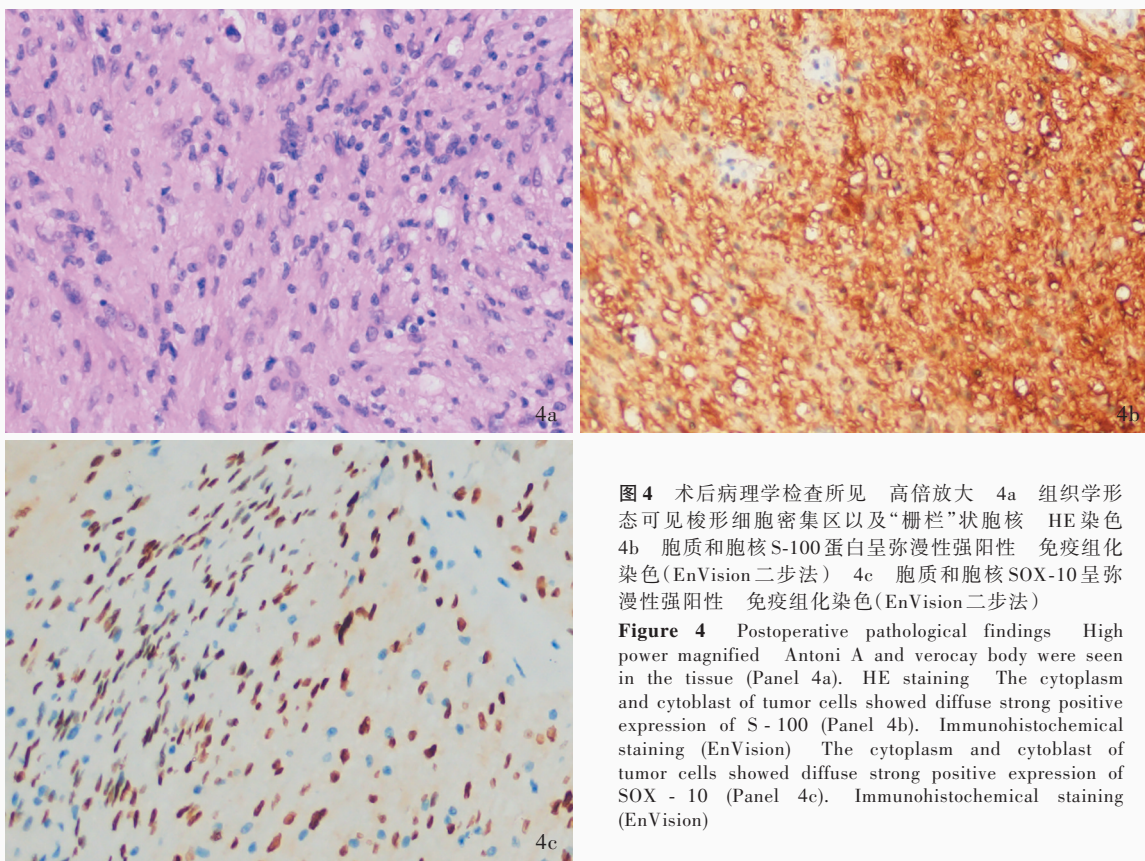 4a
4b
4c
图4 术后病理学检查所见 高倍放大 4a 组织学形
态可见梭形细胞密集区以及“栅栏”状胞核 HE染色
4b 胞质和胞核S-100蛋白呈弥漫性强阳性 免疫组化
染色(EnVision二步法) 4c 胞质和胞核SOX-10呈弥
漫性强阳性 免疫组化染色(EnVision二步法)
Figure 4 Postoperative pathological findings High
power magnified Antoni A and verocay body were seen
in the tissue (Panel 4a). HE staining The cytoplasm
and cytoblast of tumor cells showed diffuse strong positive
expression of S - 100 (Panel 4b). Immunohistochemical
staining (EnVision) The cytoplasm and cytoblast of
tumor cells showed diffuse strong positive expression of
SOX - 10 (Panel 4c). Immunohistochemical staining
(EnVision)